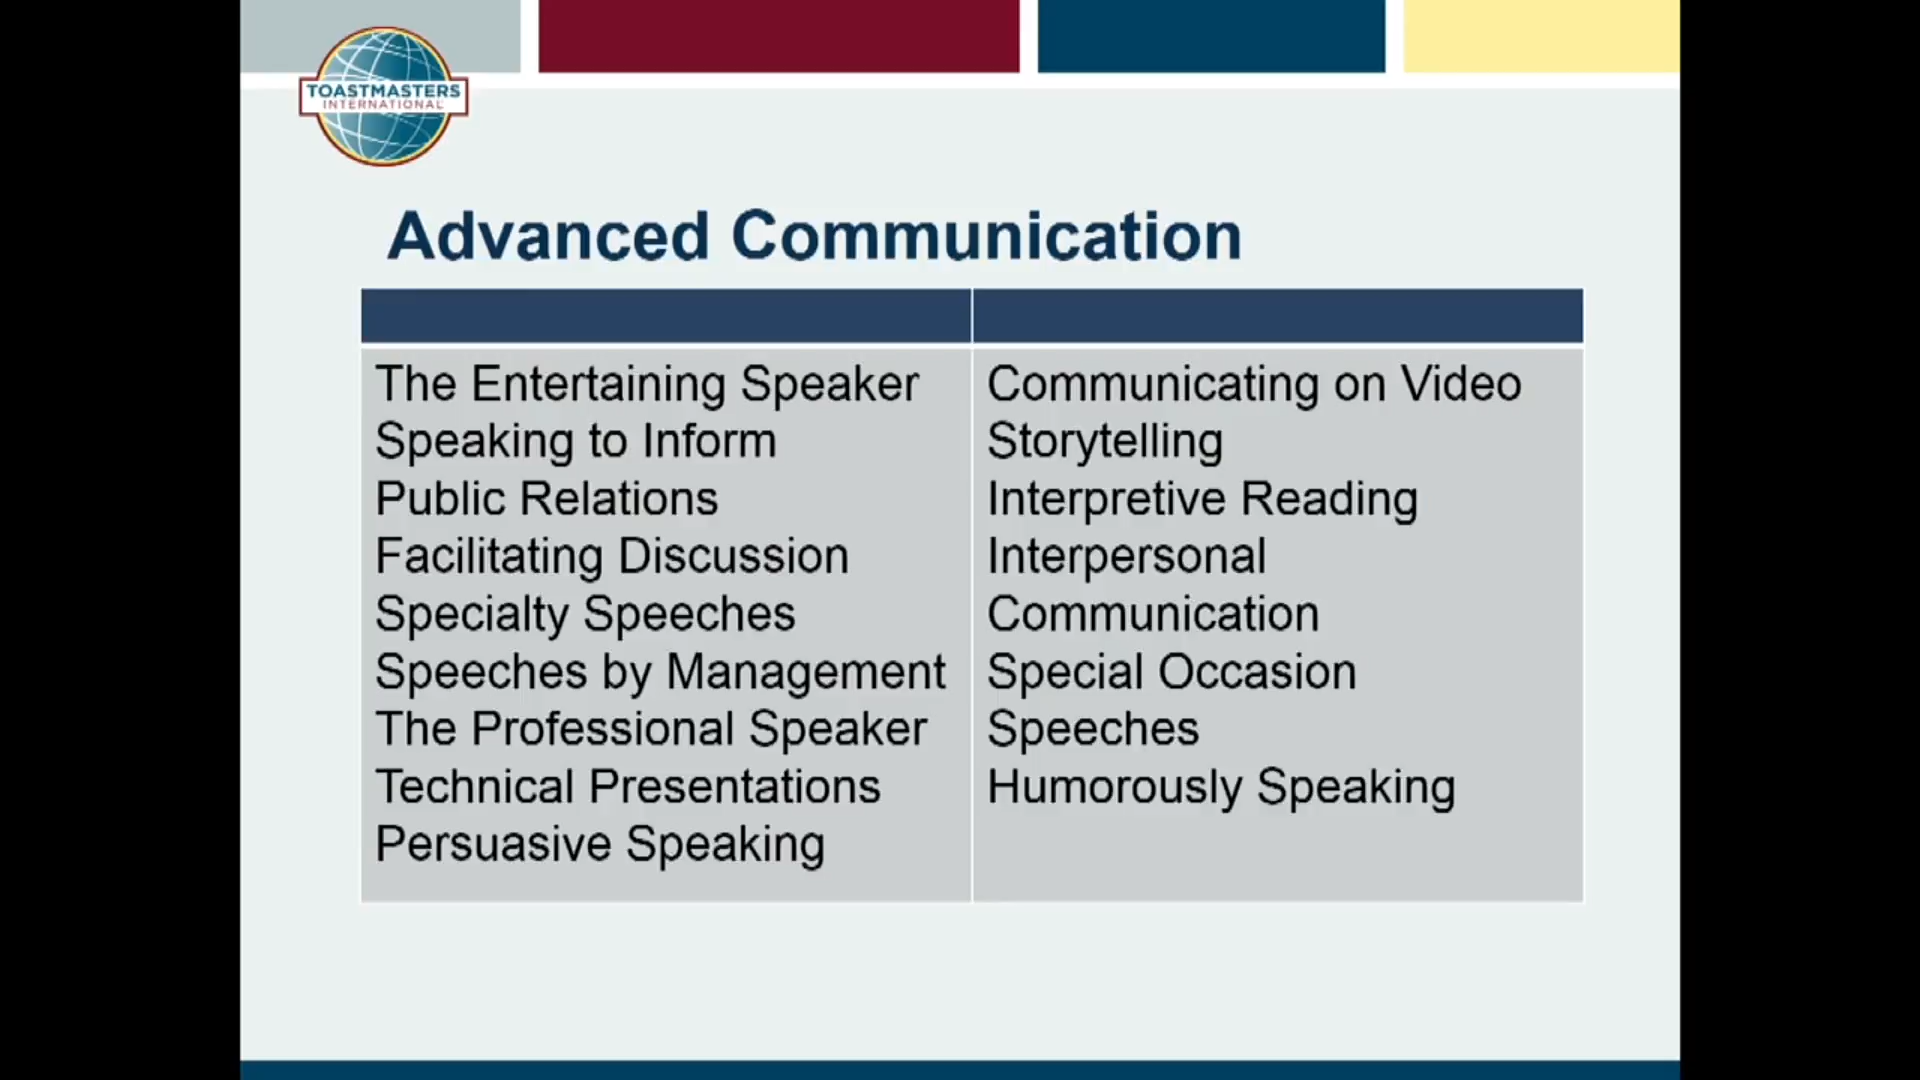 TOASTMASTERS
INTERNATIONAL
Advanced Communication
The Entertaining Speaker
Speaking to Inform
Public Relations
Facilitating Discussion
Specialty Speeches
Speeches by Management
The Professional Speaker
Technical Presentations
Persuasive Speaking
Communicating on Video
Storytelling
Interpretive Reading
Interpersonal
Communication
Special Occasion
Speeches
Humorously Speaking